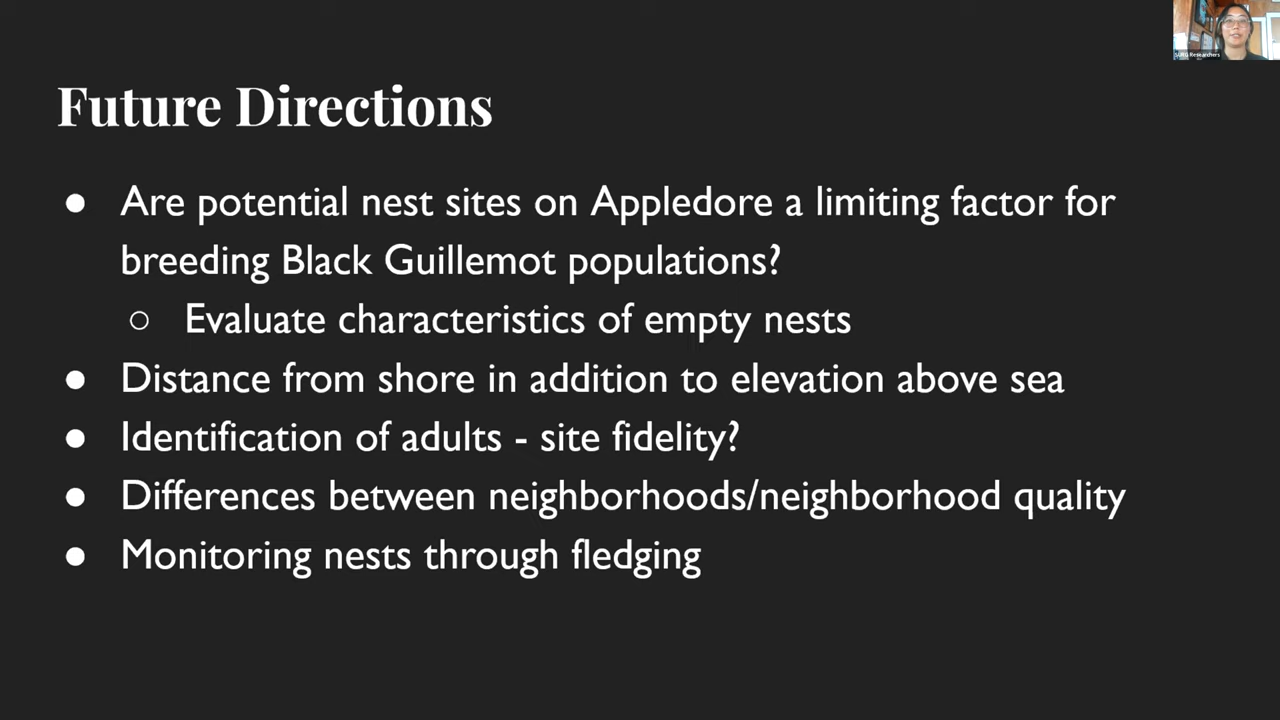 Future Directions
● Are potential nest sites on Appledore a limiting factor for
breeding Black Guillemot populations?
○ Evaluate characteristics of empty nests
● Distance from shore in addition to elevation above sea
● Identification of adults - site fidelity?
● Differences between neighborhoods/neighborhood quality
● Monitoring nests through fledging